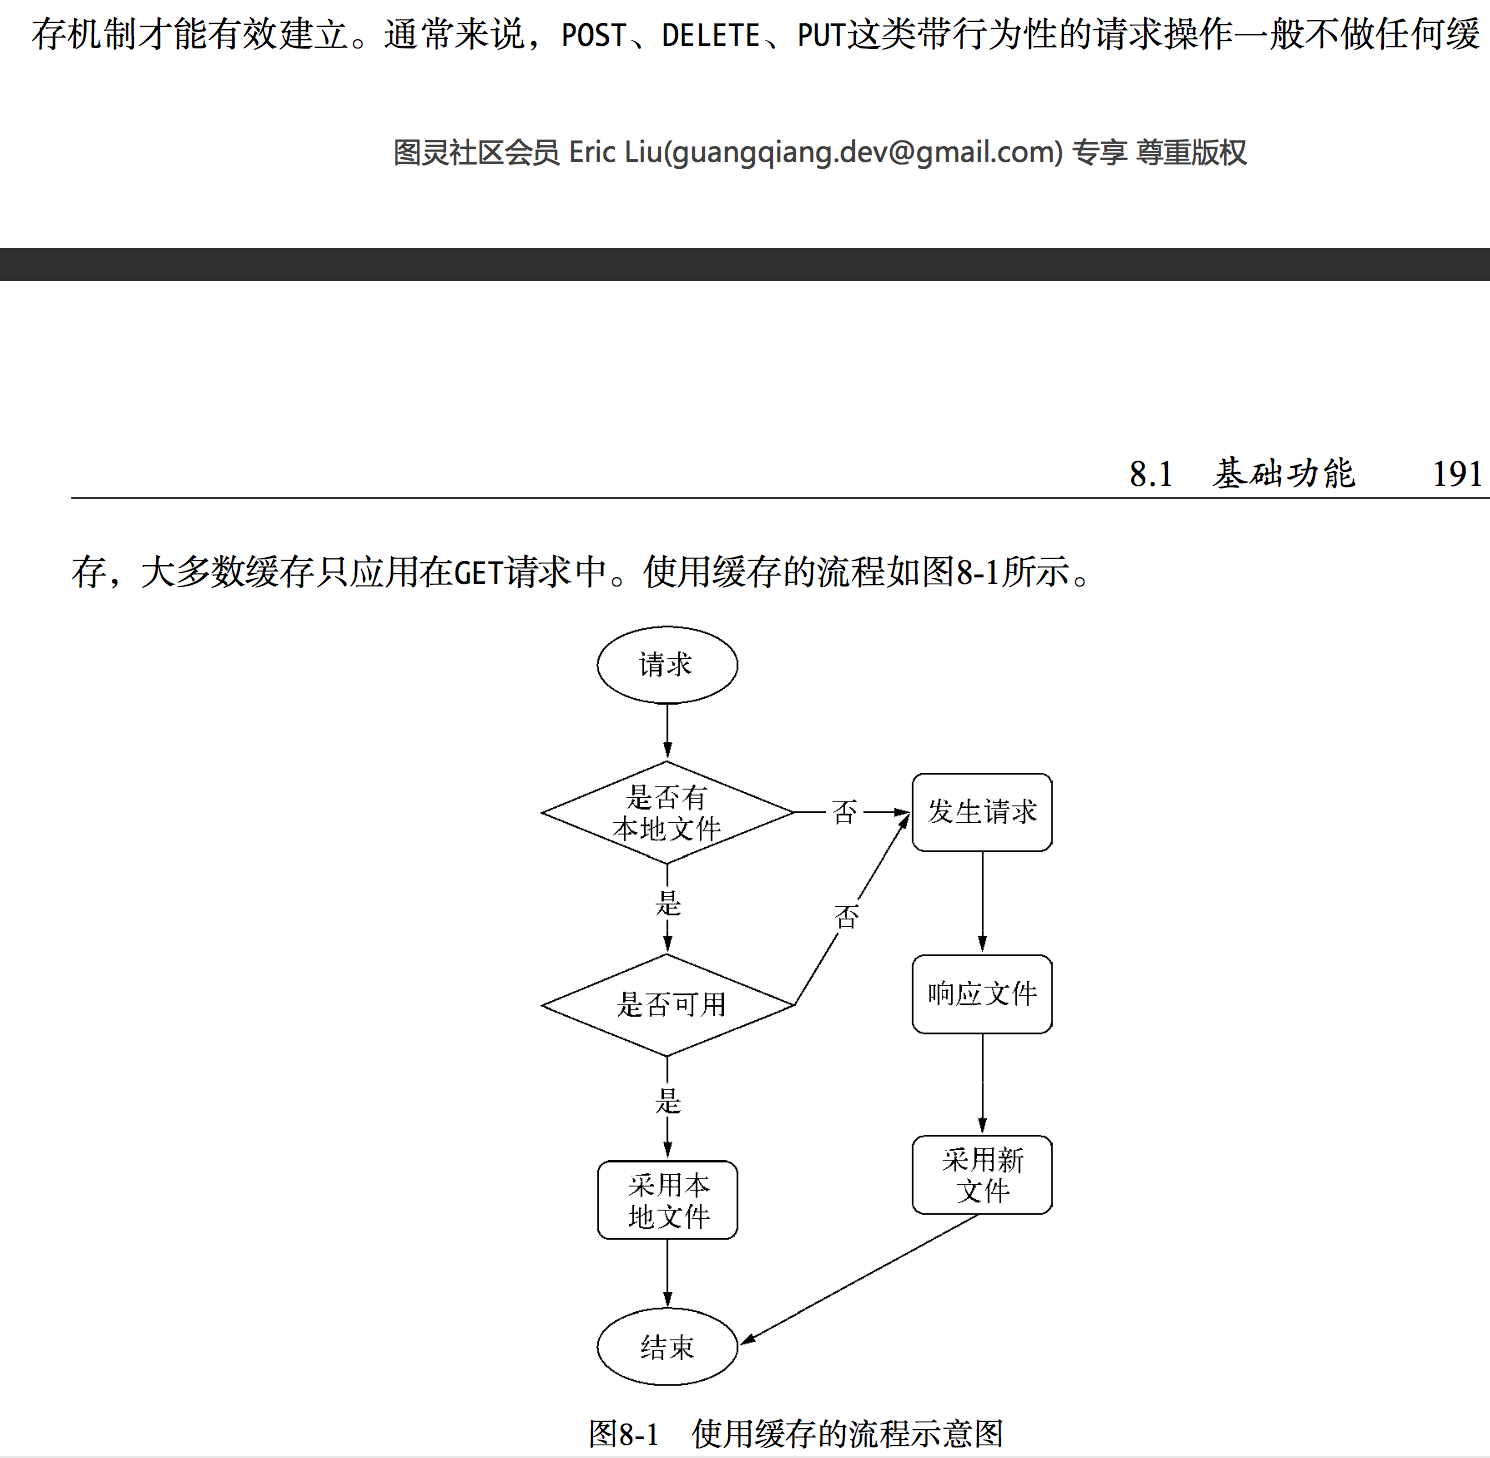 存机制才能有效建立。通常来说，POST、DELETE、PUT这类带行为性的请求操作一般不做任何缓
图灵社区会员 Eric Liu(guangqiang.dev@gmail.com) 专享 尊重版权
8.1 基础功能 191
存，大多数缓存只应用在GET请求中。使用缓存的流程如图8-1所示。
请求
是否有
本地文件
否
发生请求
是
否
是否可用
响应文件
是
采用本
地文件
采用新
文件
结束
图8-1 使用缓存的流程示意图